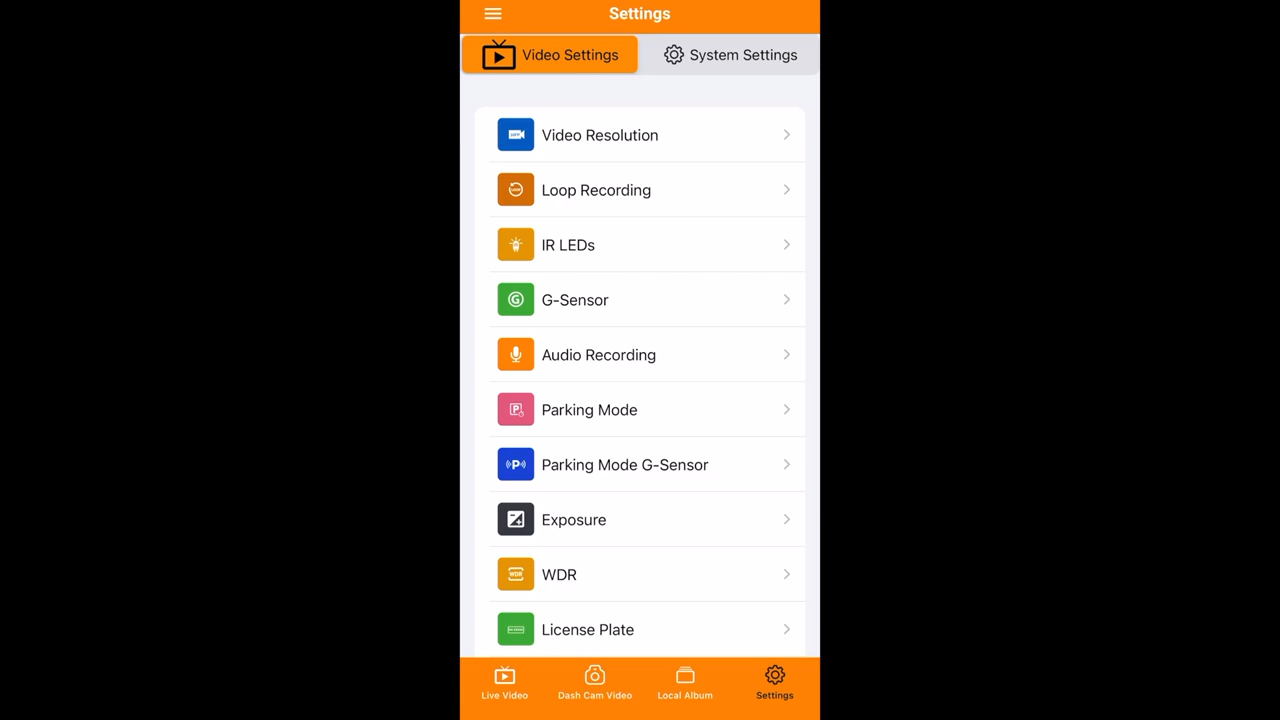 Settings
Video Settings
System Settings
Video Resolution
Loop Recording
IR LEDs
G-Sensor
Audio Recording
Parking Mode
Parking Mode G-Sensor
Exposure
WDR
WDR
License Plate
Live Video
Dash Cam Video
Local Album
Settings